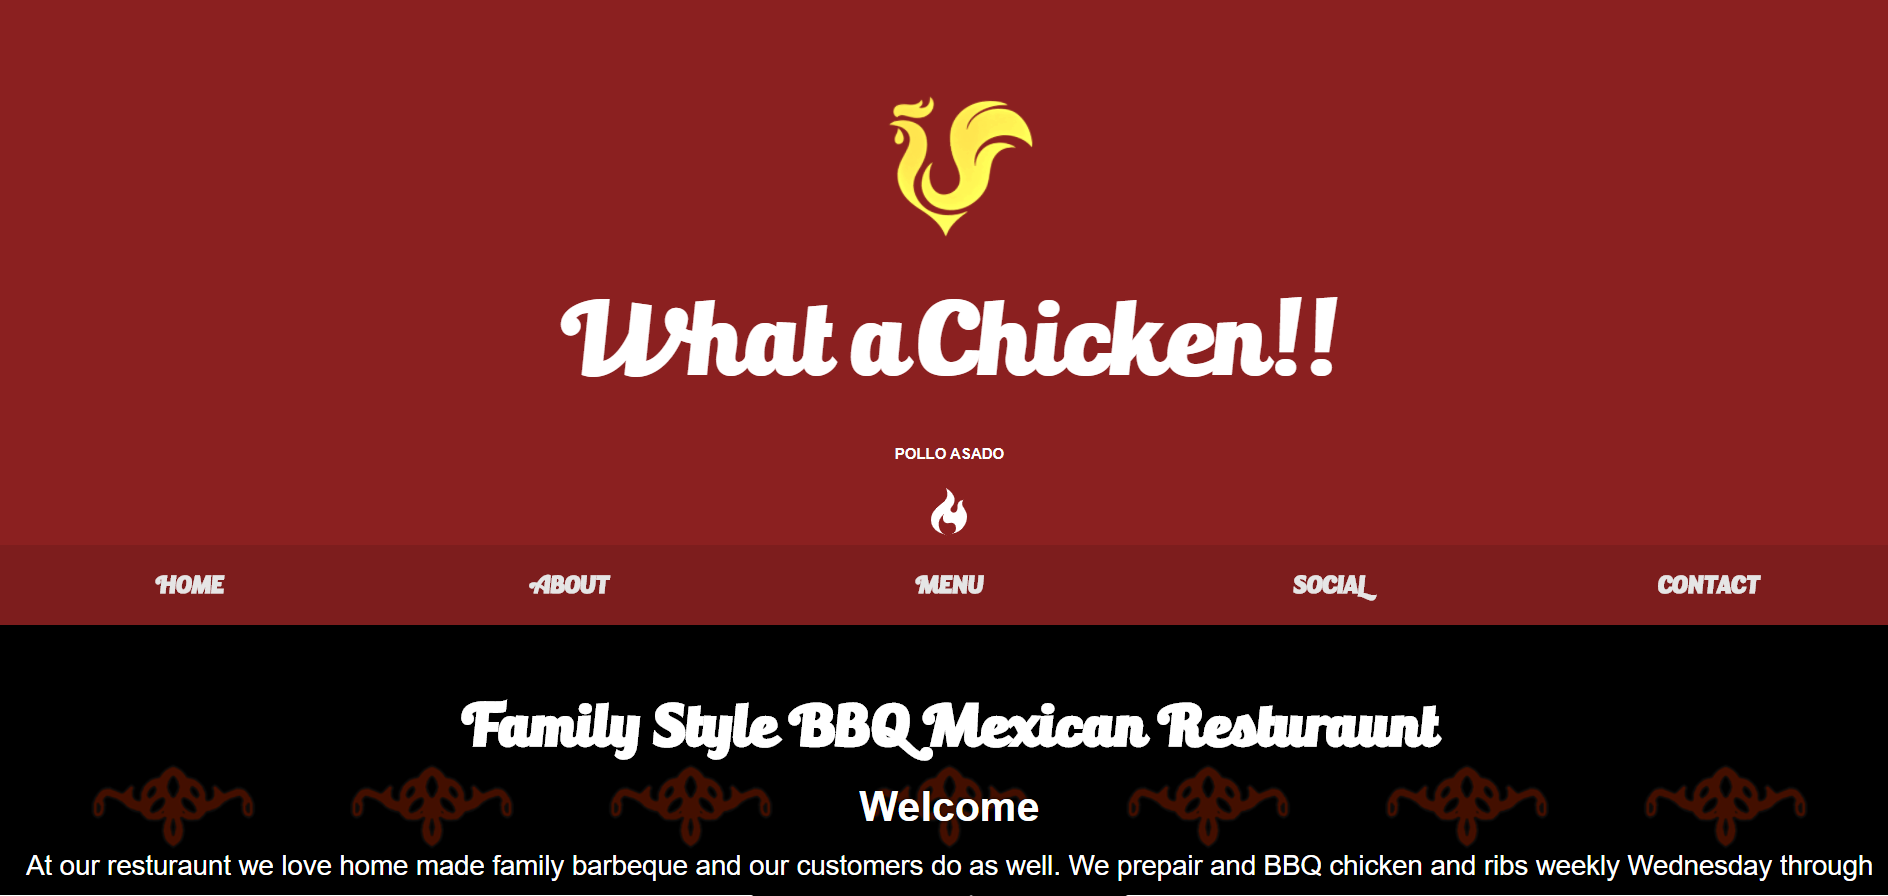 What a Chicken!!
POLLO ASADO
HOME ABOUT MENU SOCIAL CONTACT
Family Style BBQ Mexican Resturaunt
Welcome
At our resturaunt we love home made family barbeque and our customers do as well. We prepair and BBQ chicken and ribs weekly Wednesday through